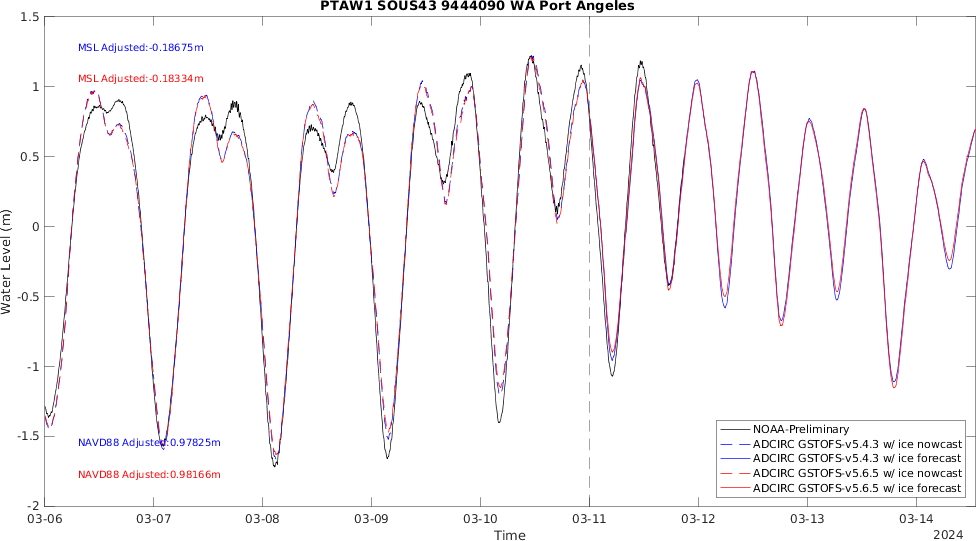 PTAW1 SOUS43 9444090 WA Port Angeles
1.5
MSL Adjusted:-0.18675m
MSL Adjusted:-0.18334m
1
0.5
0
-0.5
-1
-1.5
-2
Water Level (m)
NAVD88 Adjusted:0.97825m
NAVD88 Adjusted:0.98166m
NOAA-Preliminary
ADCIRC GSTOFS-v5.4.3 w/ ice nowcast
ADCIRC GSTOFS-v5.4.3 w/ ice forecast
ADCIRC GSTOFS-v5.6.5 w/ ice nowcast
ADCIRC GSTOFS-v5.6.5 w/ ice forecast
03-06 03-07 03-08 03-09 03-10 03-11 03-12 03-13 03-14
Time
2024